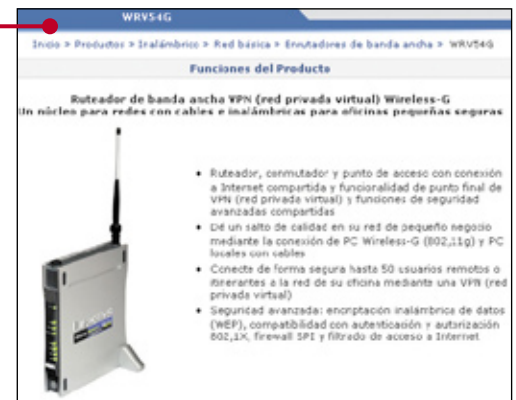 WRV54G
Inicio > Productos > Inalámbrico > Red básica > Enrutadores de banda ancha > WRV54G
Funciones del Producto
Ruteador de banda ancha VPN (red privada virtual) Wireless-G
Un núcleo para redes con cables e inalámbricas para oficinas pequeñas seguras
• Ruteador, conmutador y punto de acceso con conexión
a Internet compartida y funcionalidad de punto final de
VPN (red privada virtual) y funciones de seguridad
avanzadas compartidas
• Dé un salto de calidad en su red de pequeño negocio
mediante la conexión de PC Wireless-G (802,11g) y PC
locales con cables
• Conecte de forma segura hasta 50 usuarios remotos o
itinerantes a la red de su oficina mediante una VPN (red
privada virtual)
• Seguridad avanzada: encriptación inalámbrica de datos
(WEP), compatibilidad con autenticación y autorización
802,1X, firewall SPI y filtrado de acceso a Internet